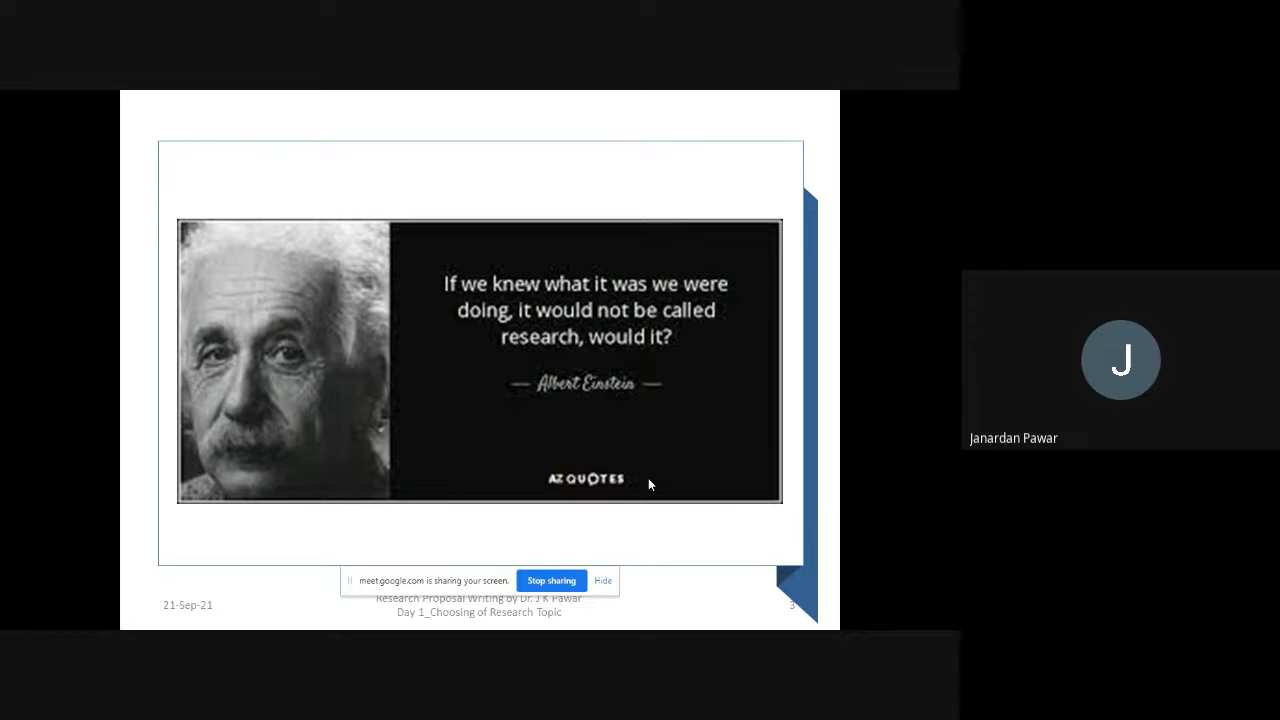 If we knew what it was we were
doing, it would not be called
research, would it?
— Albert Einstein —
AZ QUOTES
J
Janardan Pawar
meet.google.com is sharing your screen.
Stop sharing
Hide
21-Sep-21
Research Proposal Writing by Dr. J K Pawar
Day 1_Choosing of Research Topic
3